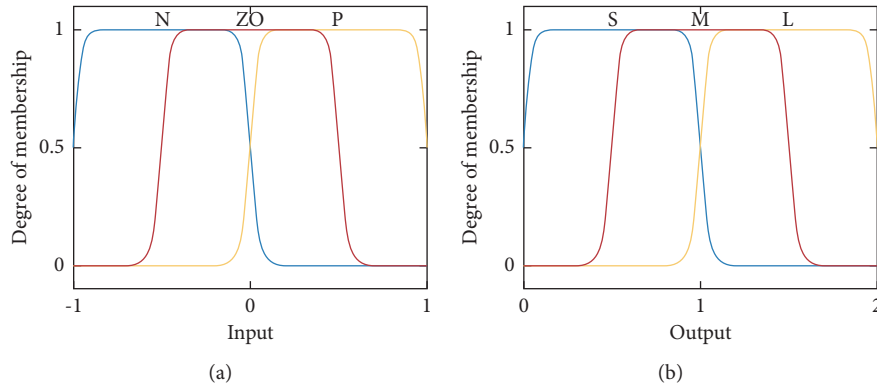 N ZO P
1
0.5
0
Degree of membership
-1 0 1
Input
(a)
S M L
1
0.5
0
Degree of membership
0 1 2
Output
(b)